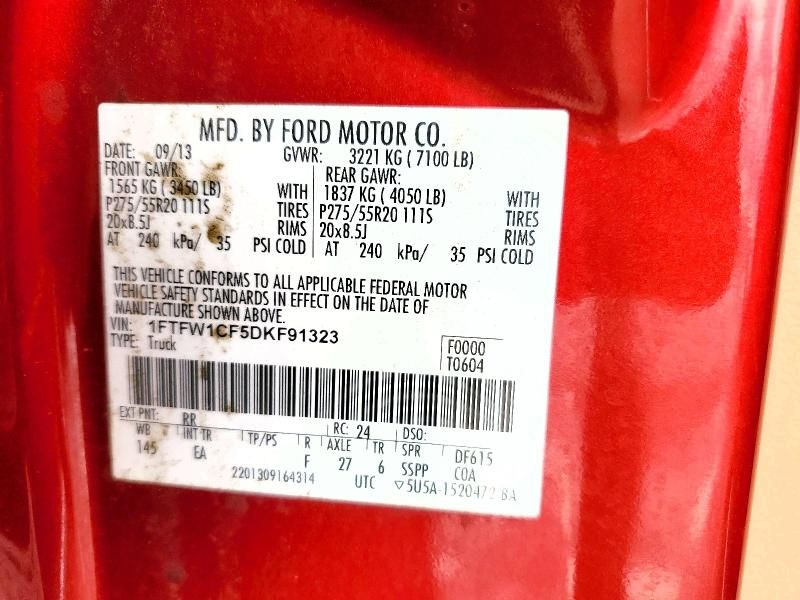 MFD. BY FORD MOTOR CO.
DATE: 09/13 GVWR: 3221 KG ( 7100 LB)
FRONT GAWR: REAR GAWR:
1565 KG ( 3450 LB) WITH 1837 KG ( 4050 LB) WITH
P275/55R20 111S TIRES P275/55R20 111S TIRES
20x8.5J RIMS 20x8.5J RIMS
AT 240 kPa/ 35 PSI COLD AT 240 kPa/ 35 PSI COLD
THIS VEHICLE CONFORMS TO ALL APPLICABLE FEDERAL MOTOR
VEHICLE SAFETY STANDARDS IN EFFECT ON THE DATE OF
MANUFACTURE SHOWN ABOVE.
VIN: 1FTFW1CF5DKF91323
TYPE: Truck F0000
T0604
EXT PNT: RR RC: 24 DSO:
WB INT TR TP/PS R AXLE TR SPR DF615
145 EA F 27 6 SSPP COA
2201309164314 UTC ▽5U5A-1520472-BA